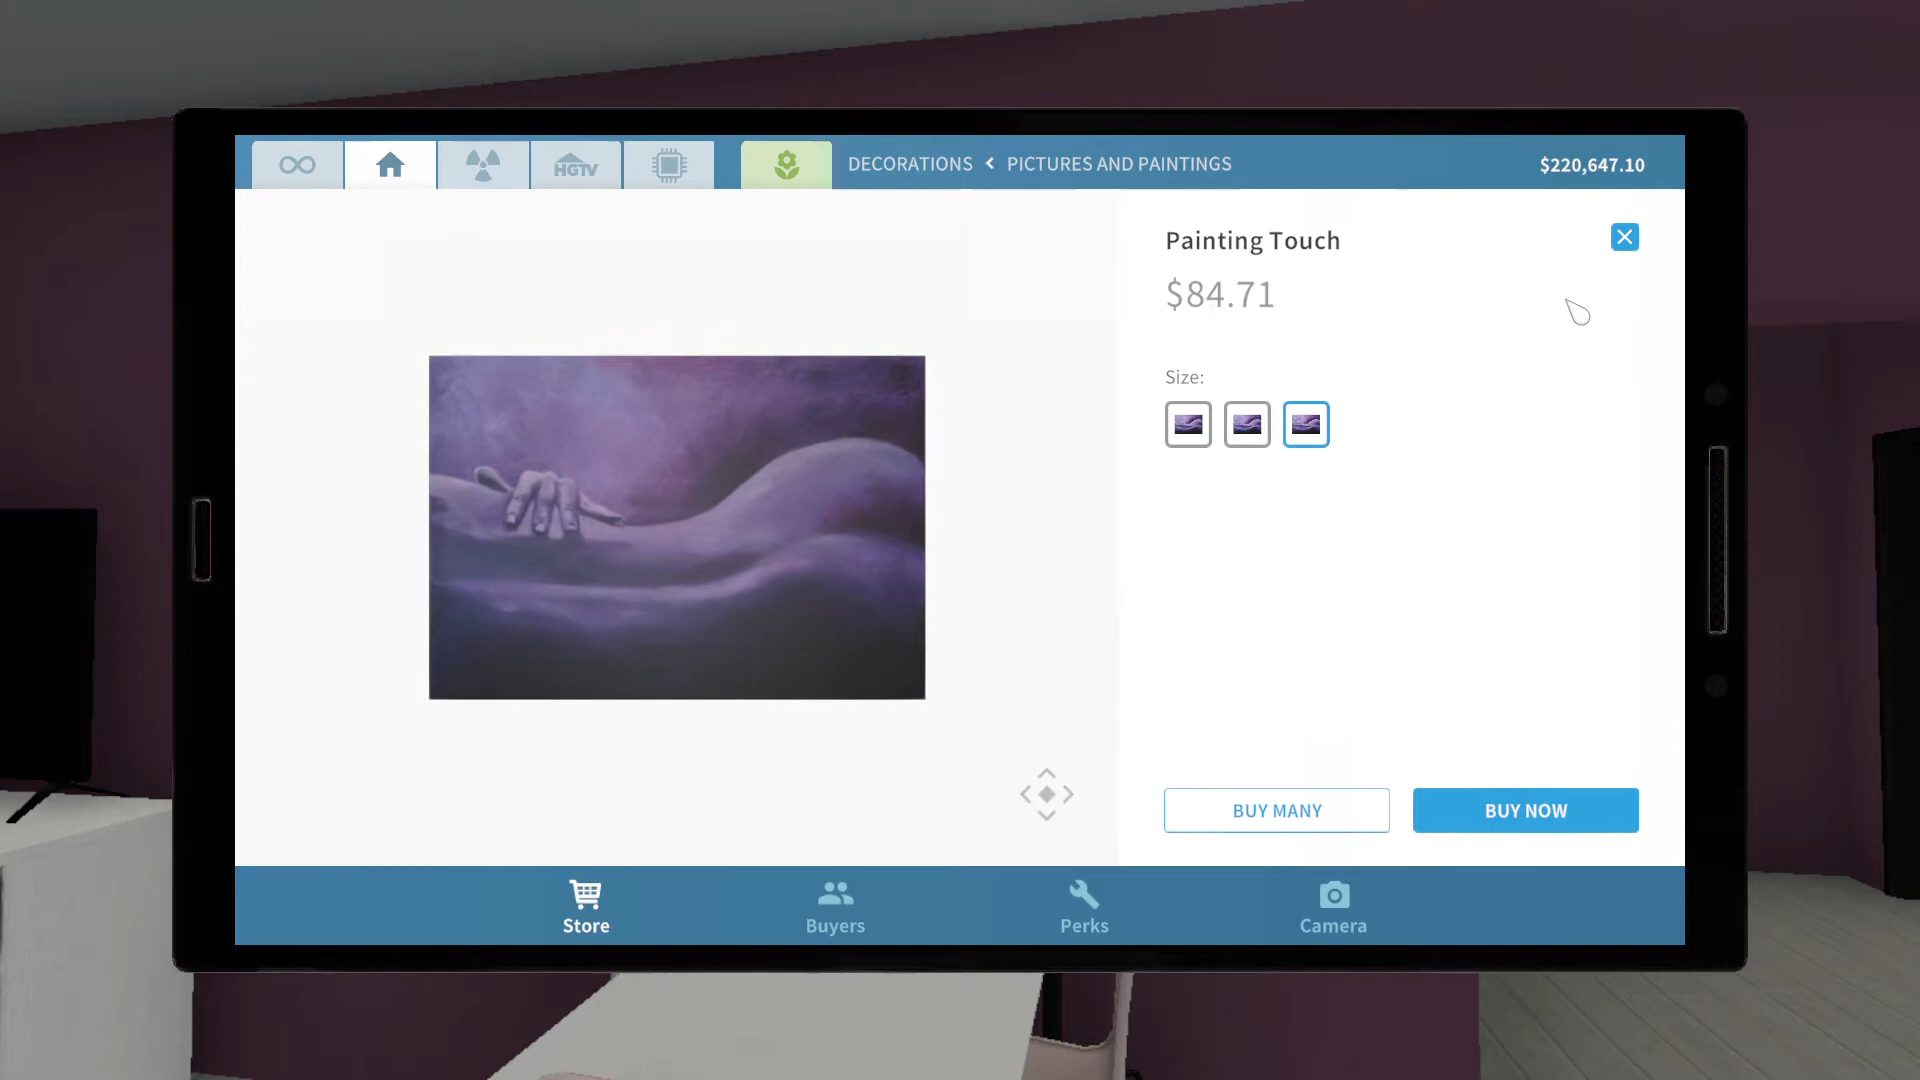 HGTV
DECORATIONS < PICTURES AND PAINTINGS
$220,647.10
Painting Touch
$84.71
Size:
BUY MANY
BUY NOW
Store
Buyers
Perks
Camera